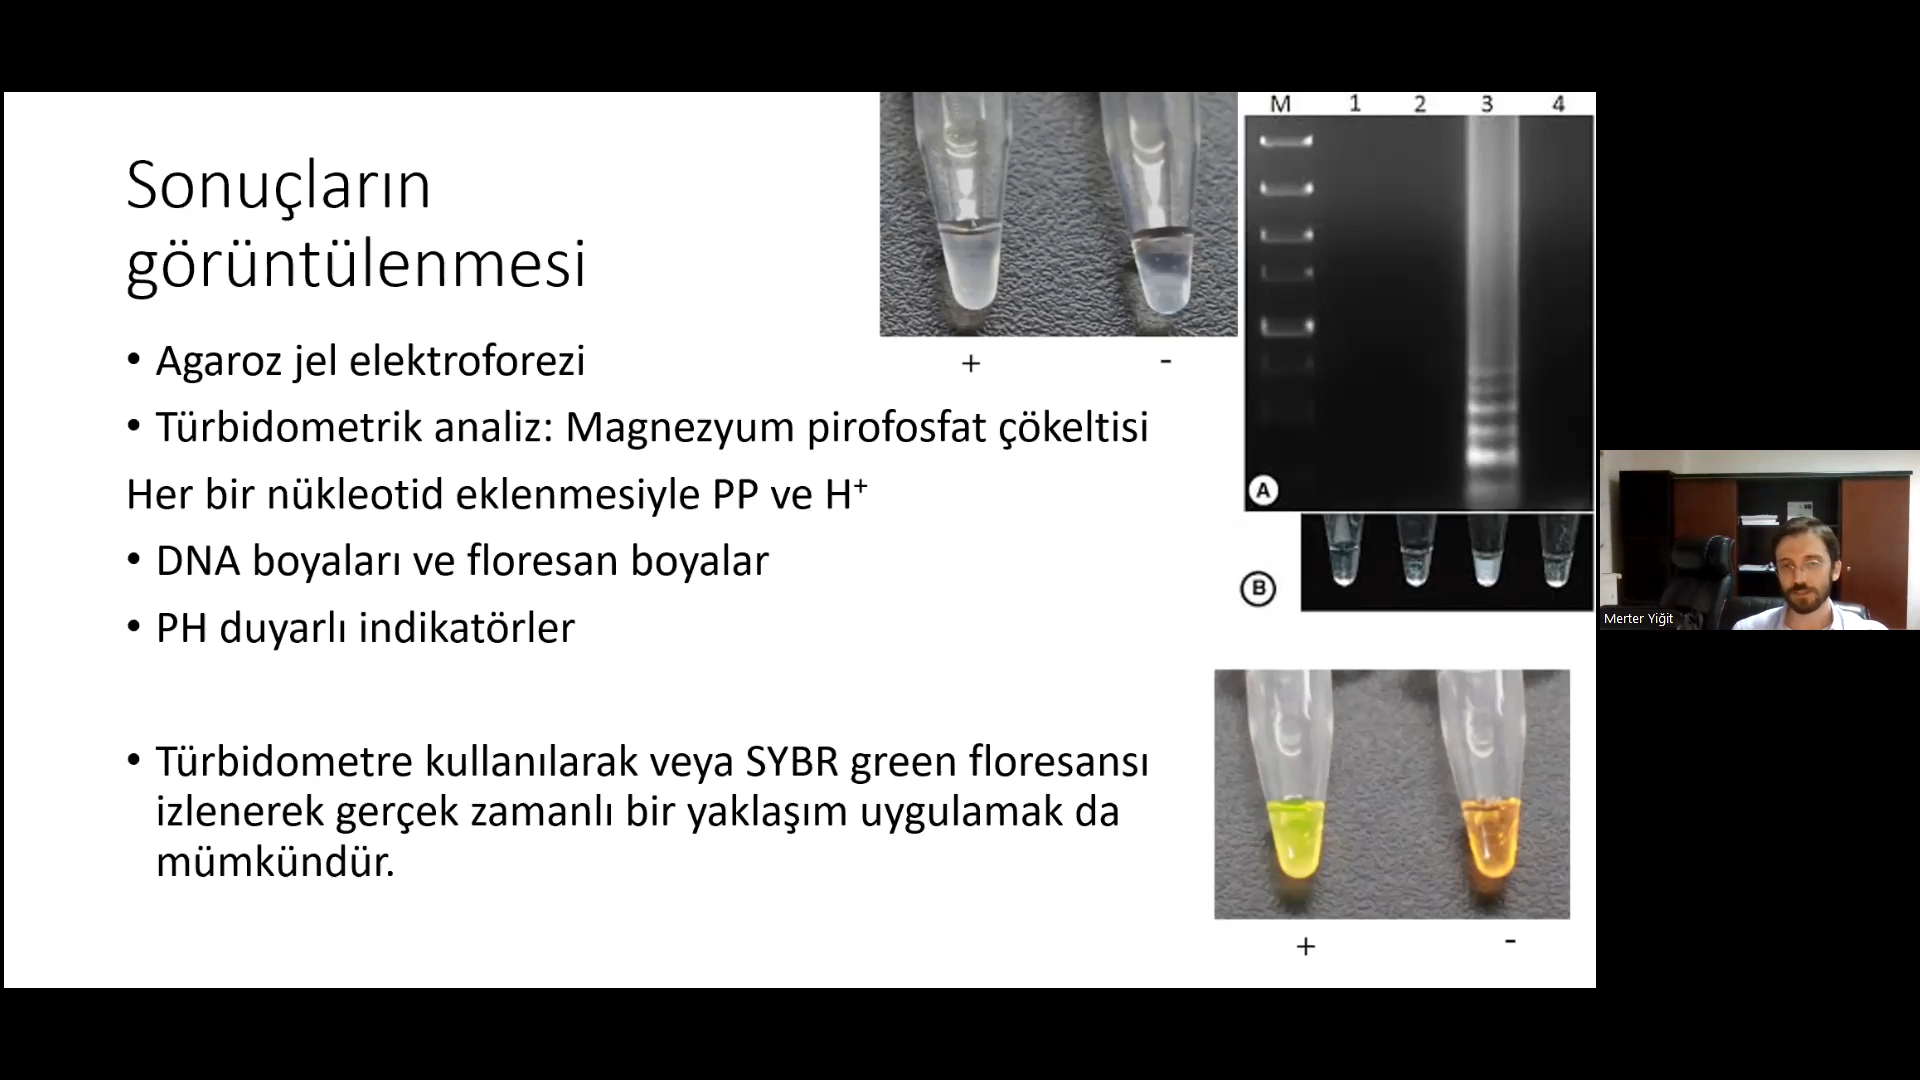 Sonuçların
görüntülenmesi
• Agaroz jel elektroforezi
• Türbidometrik analiz: Magnezyum pirofosfat çökeltisi
Her bir nükleotid eklenmesiyle PP ve H⁺
• DNA boyaları ve floresan boyalar
• PH duyarlı indikatörler
• Türbidometre kullanılarak veya SYBR green floresansı
izlenerek gerçek zamanlı bir yaklaşım uygulamak da
mümkündür.
+ -
M 1 2 3 4
A
B
+ -
Merter Yiğit